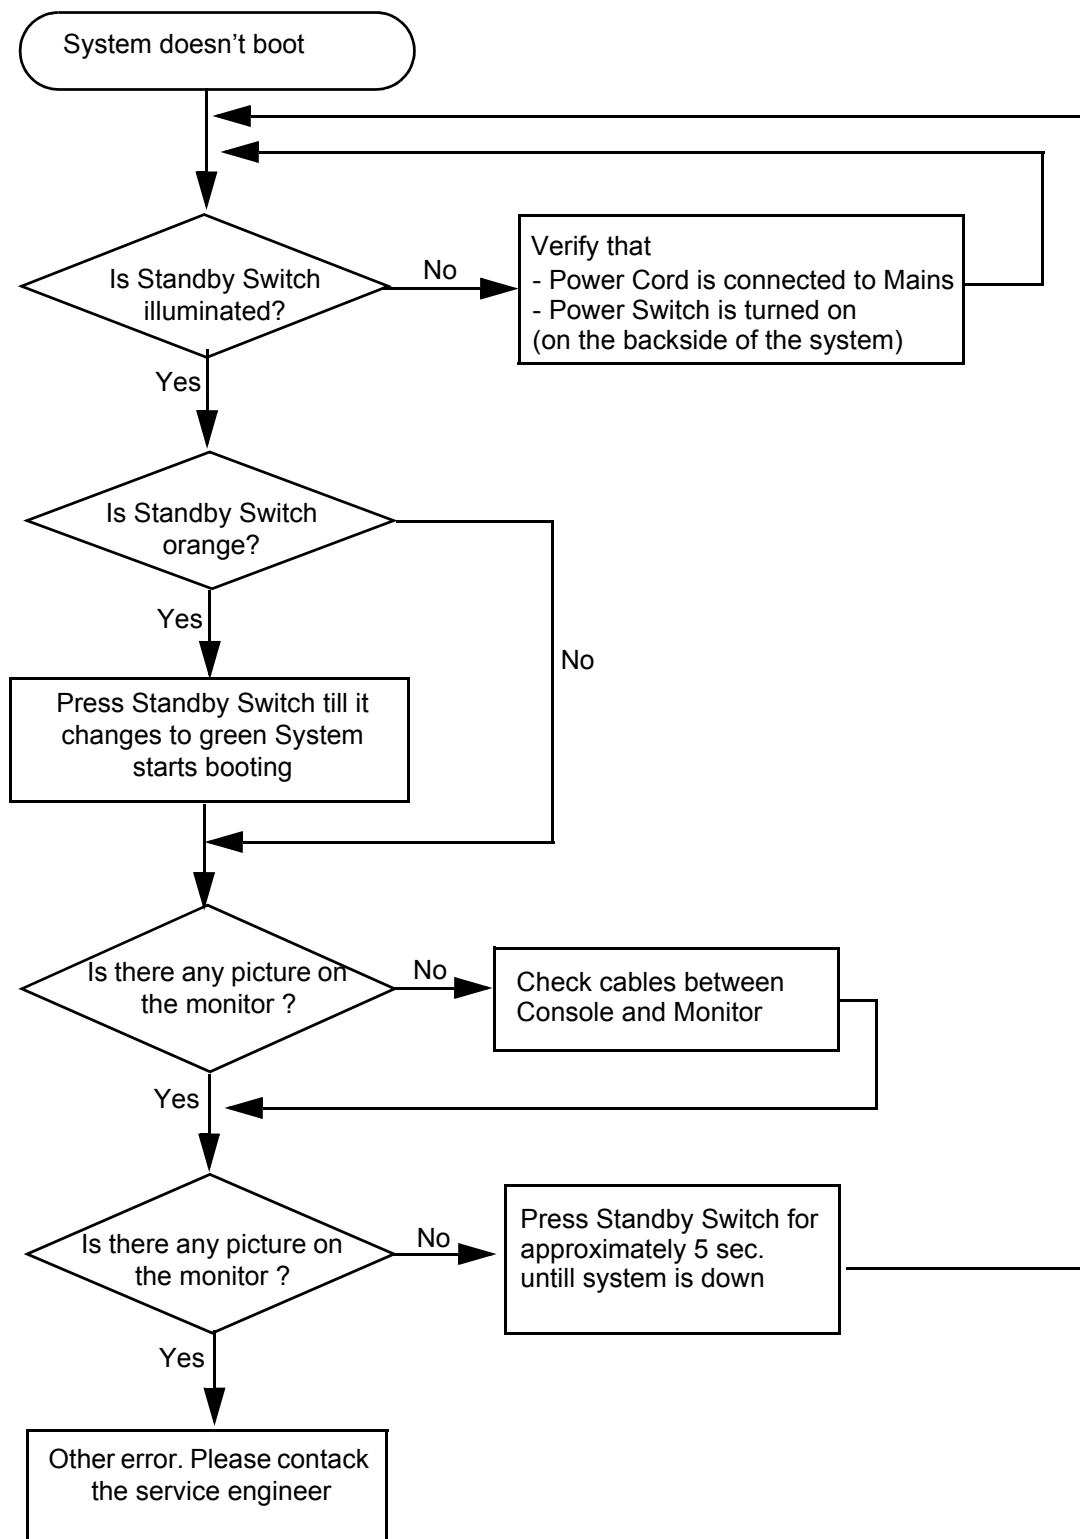 System doesn't boot
Is Standby Switch
illuminated?
No
Verify that
- Power Cord is connected to Mains
- Power Switch is turned on
(on the backside of the system)
Yes
Is Standby Switch
orange?
Yes
No
Press Standby Switch till it
changes to green System
starts booting
Is there any picture on
the monitor ?
No
Check cables between
Console and Monitor
Yes
Is there any picture on
the monitor ?
No
Press Standby Switch for
approximately 5 sec.
untill system is down
Yes
Other error. Please contack
the service engineer